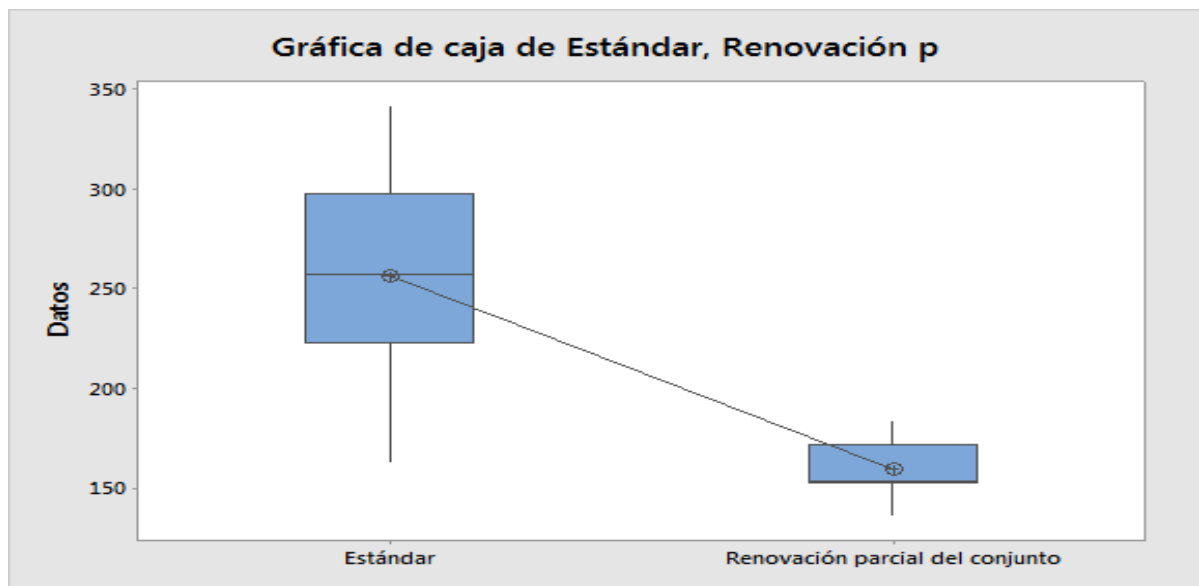 Gráfica de caja de Estándar, Renovación p
350
300
250
200
150
Datos
Estándar
Renovación parcial del conjunto